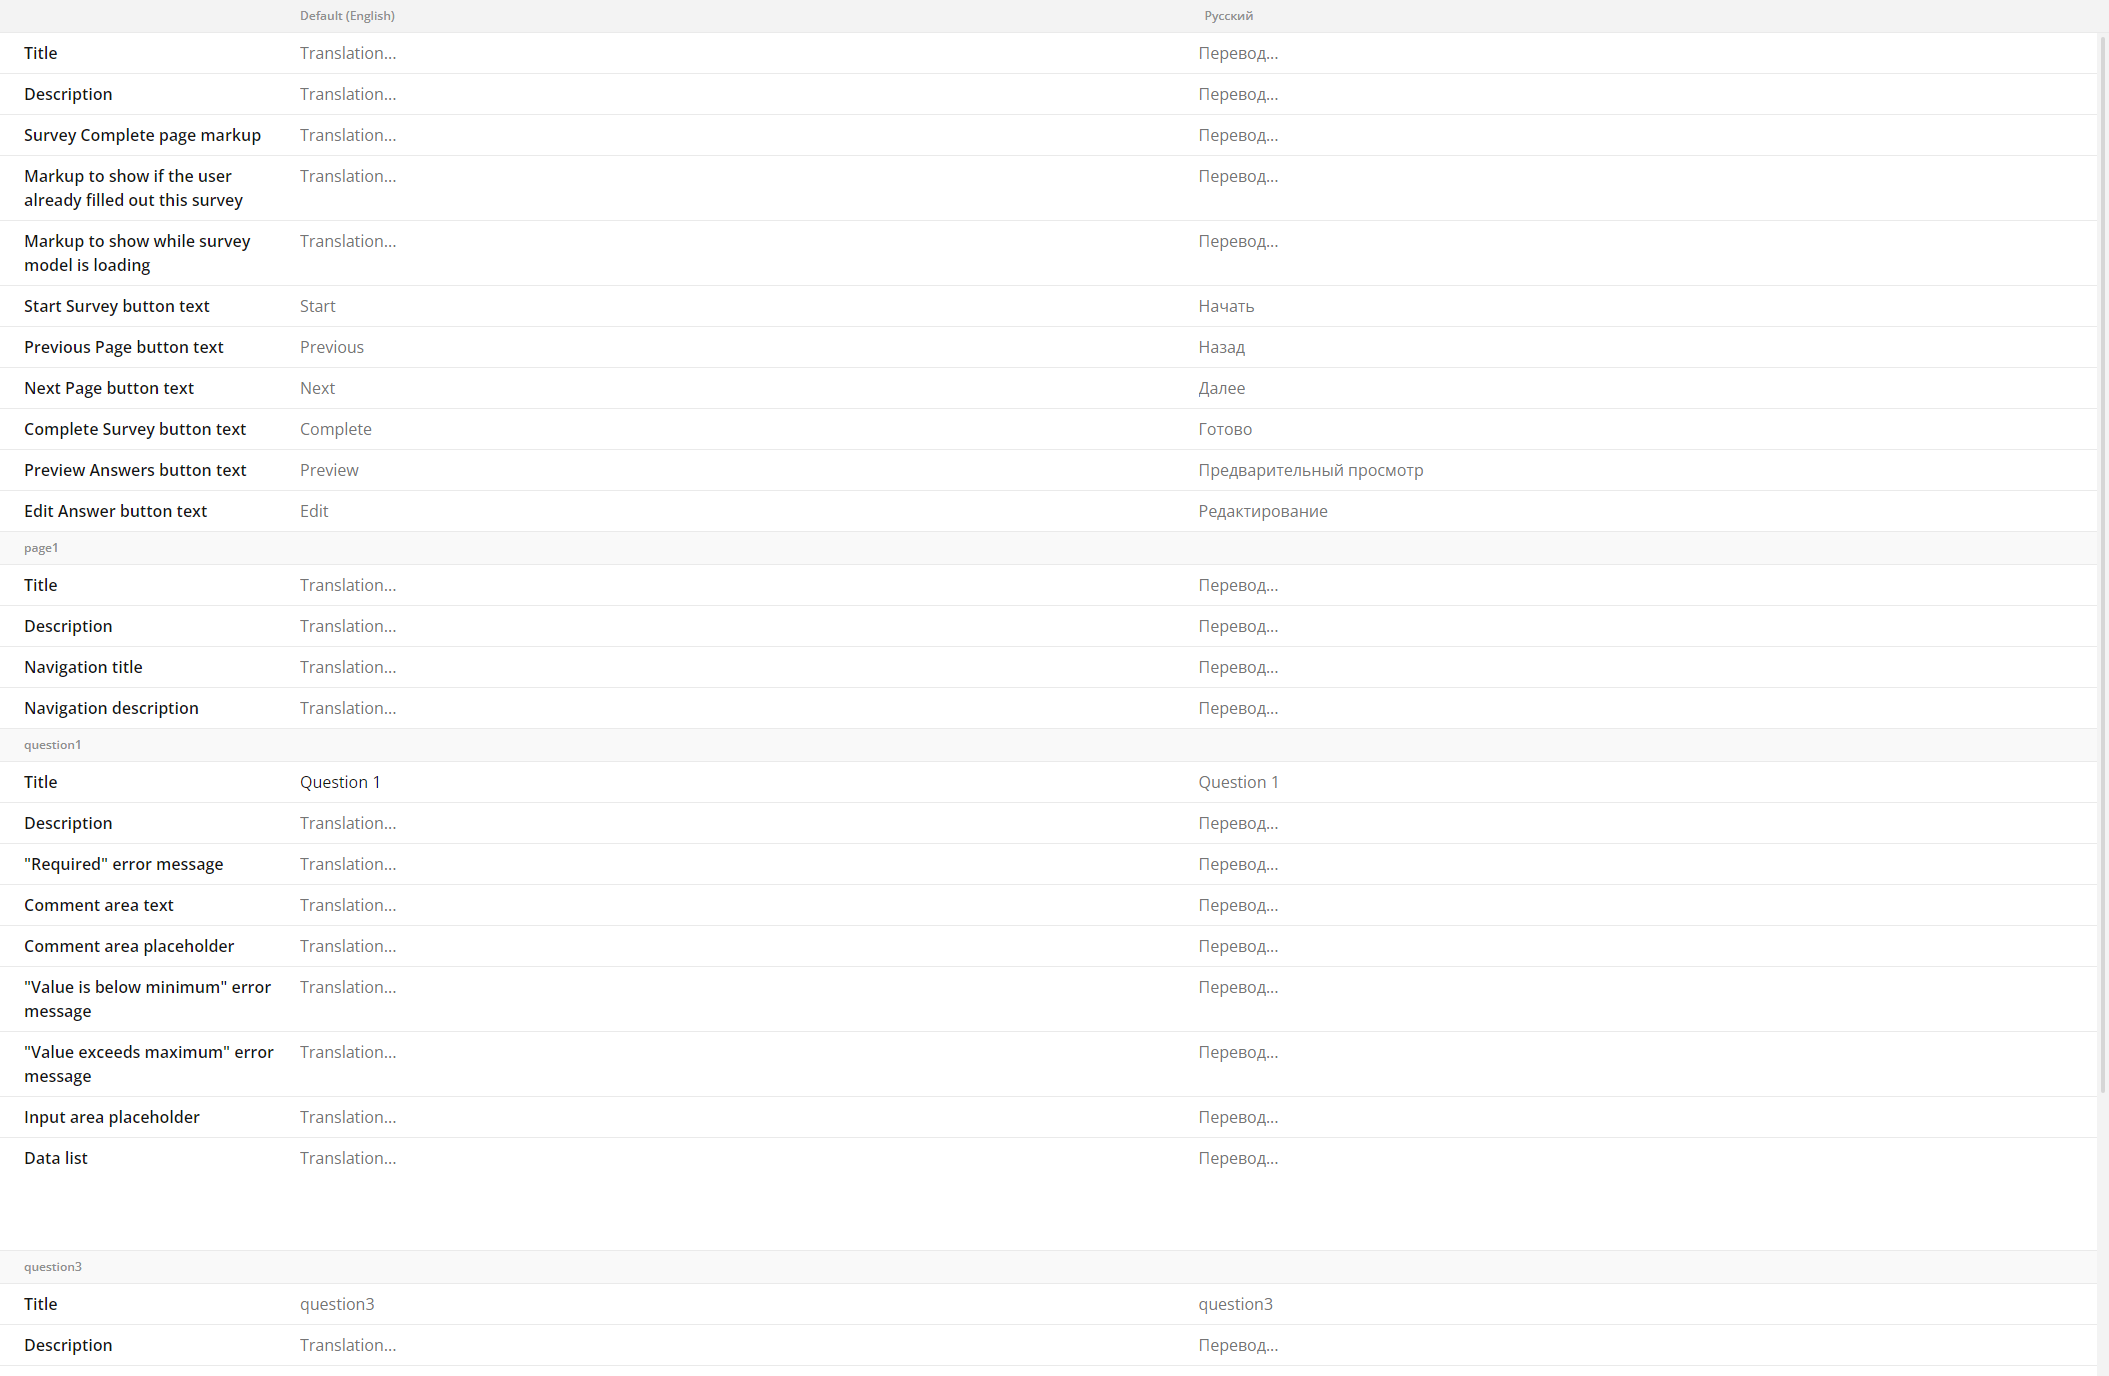 Default (English) Русский
Title Translation... Перевод...
Description Translation... Перевод...
Survey Complete page markup Translation... Перевод...
Markup to show if the user Translation... Перевод...
already filled out this survey
Markup to show while survey Translation... Перевод...
model is loading
Start Survey button text Start Начать
Previous Page button text Previous Назад
Next Page button text Next Далее
Complete Survey button text Complete Готово
Preview Answers button text Preview Предварительный просмотр
Edit Answer button text Edit Редактирование
page1
Title Translation... Перевод...
Description Translation... Перевод...
Navigation title Translation... Перевод...
Navigation description Translation... Перевод...
question1
Title Question 1 Question 1
Description Translation... Перевод...
"Required" error message Translation... Перевод...
Comment area text Translation... Перевод...
Comment area placeholder Translation... Перевод...
"Value is below minimum" error Translation... Перевод...
message
"Value exceeds maximum" error Translation... Перевод...
message
Input area placeholder Translation... Перевод...
Data list Translation... Перевод...
question3
Title question3 question3
Description Translation... Перевод...